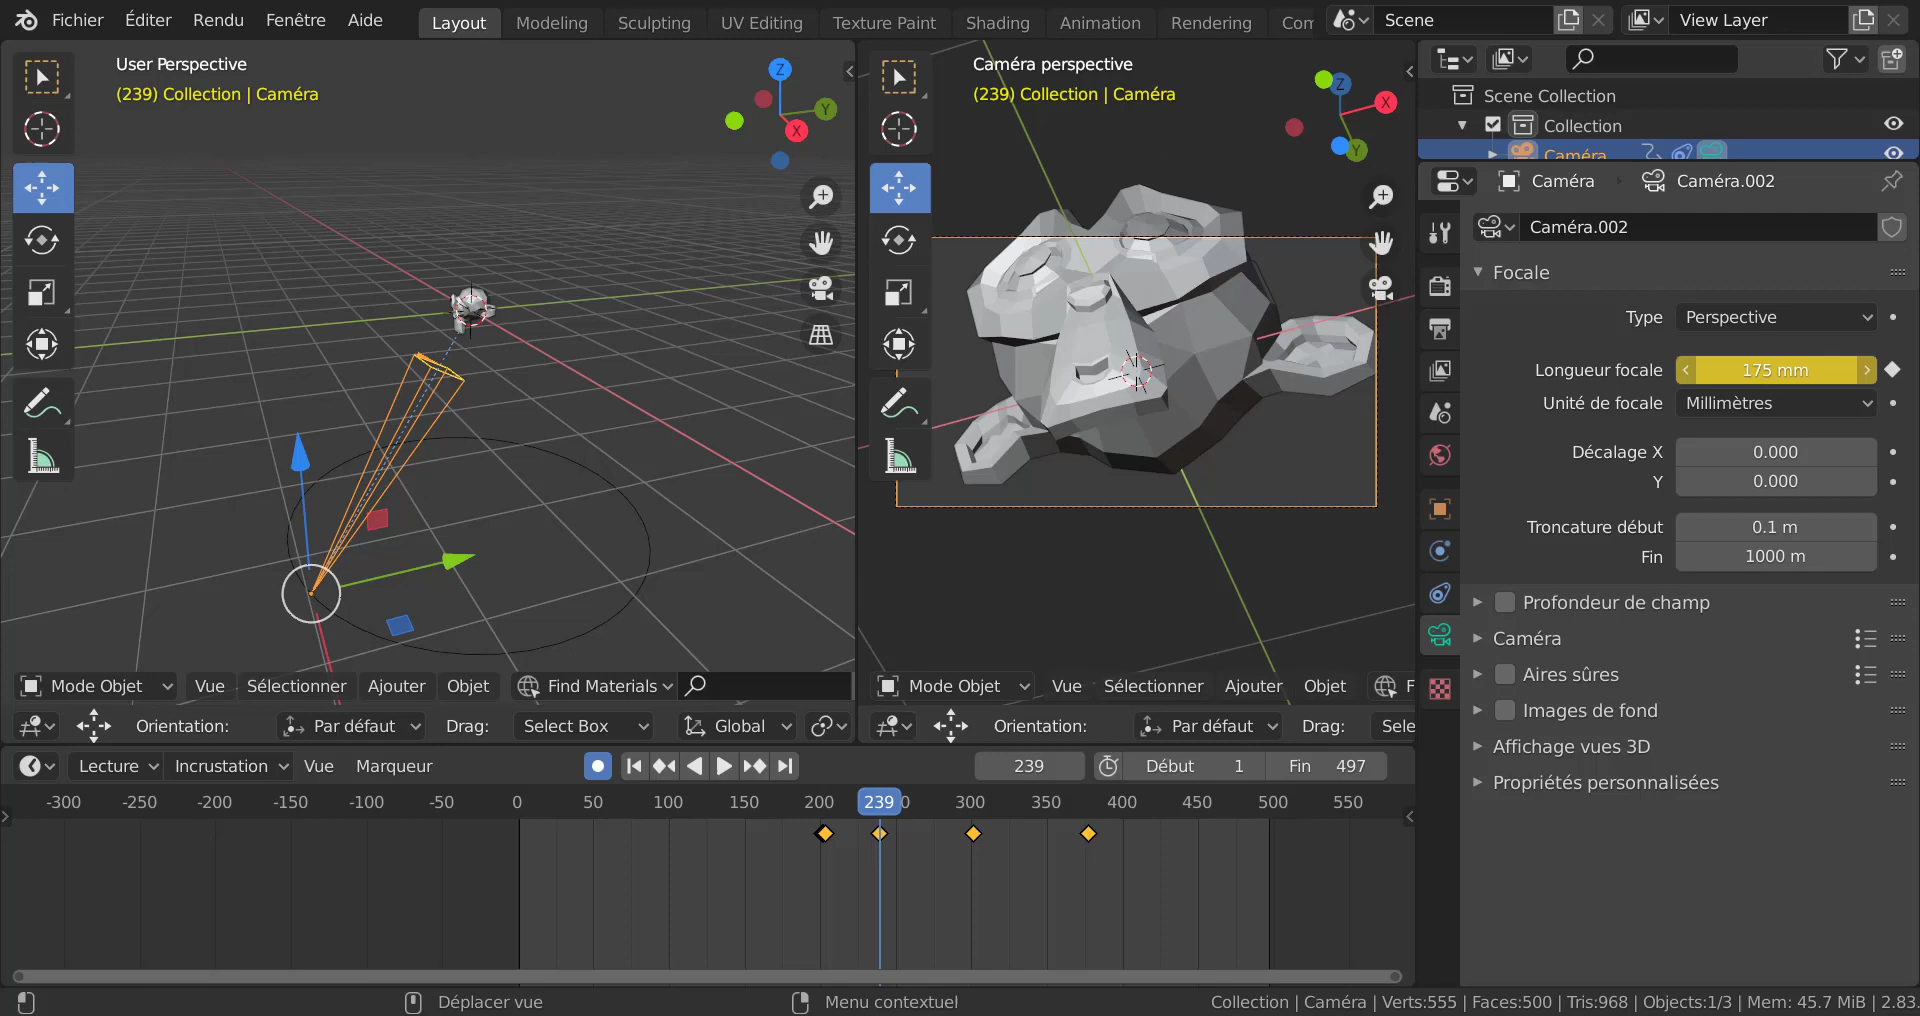 Fichier Éditer Rendu Fenêtre Aide Layout Modeling Sculpting UV Editing Texture Paint Shading Animation Rendering Com Scene View Layer
User Perspective
(239) Collection | Caméra
Z
Y
X
Caméra perspective
(239) Collection | Caméra
Z
X
Y
Scene Collection
Collection
Caméra
Caméra Caméra.002
Caméra.002
Focale
Type Perspective
Longueur focale 175 mm
Unité de focale Millimètres
Décalage X 0.000
Y 0.000
Troncature début 0.1 m
Fin 1000 m
Profondeur de champ
Caméra
Aires sûres
Images de fond
Affichage vues 3D
Propriétés personnalisées
Mode Objet Vue Sélectionner Ajouter Objet Find Materials
Orientation: Par défaut Drag: Select Box Global
Mode Objet Vue Sélectionner Ajouter Objet F
Orientation: Par défaut Drag: Sele
Lecture Incrustation Vue Marqueur 239 Début 1 Fin 497
-300 -250 -200 -150 -100 -50 0 50 100 150 200 239 0 300 350 400 450 500 550
Déplacer vue Menu contextuel Collection | Caméra | Verts:555 | Faces:500 | Tris:968 | Objects:1/3 | Mem: 45.7 MiB | 2.83.